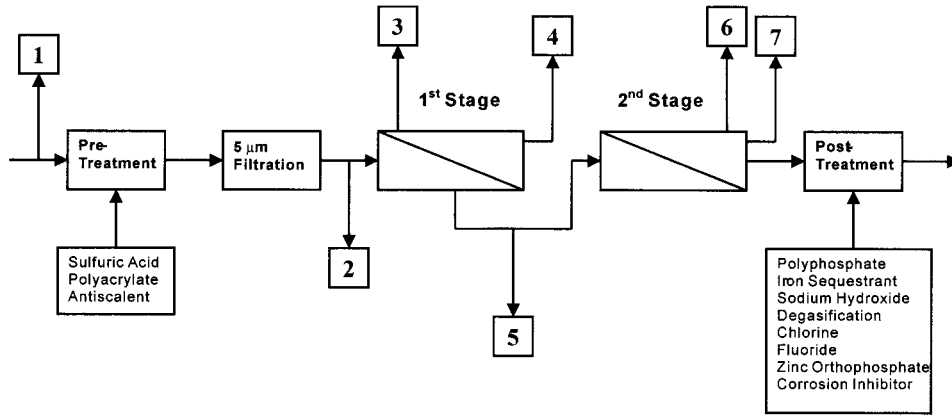 3
4
6
7
1
1st Stage
2nd Stage
Pre-
Treatment
5 μm
Filtration
Post-
Treatment
2
Sulfuric Acid
Polyacrylate
Antiscalent
5
Polyphosphate
Iron Sequestrant
Sodium Hydroxide
Degasification
Chlorine
Fluoride
Zinc Orthophosphate
Corrosion Inhibitor